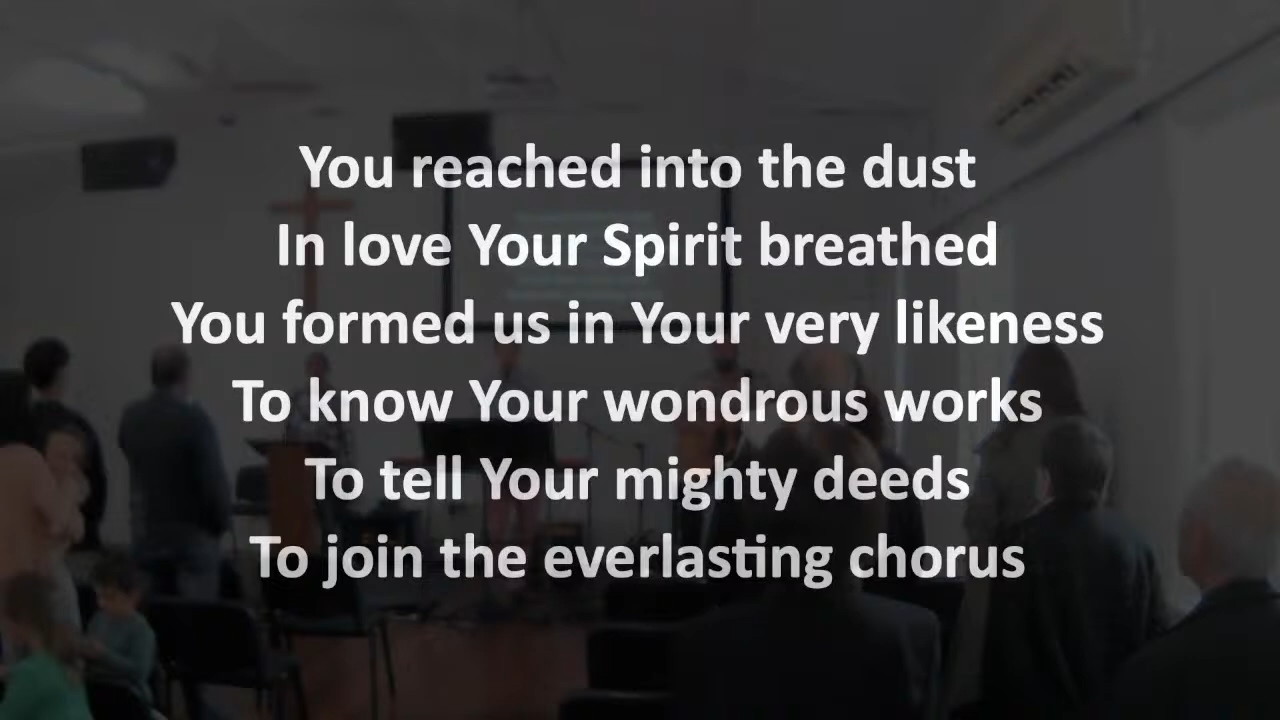 You reached into the dust
In love Your Spirit breathed
You formed us in Your very likeness
To know Your wondrous works
To tell Your mighty deeds
To join the everlasting chorus